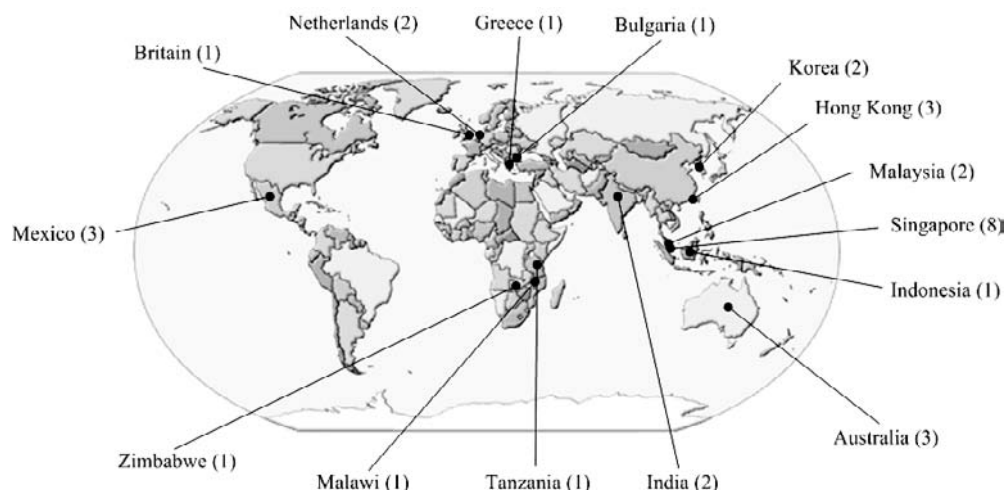 Netherlands (2)
Greece (1)
Bulgaria (1)
Britain (1)
Korea (2)
Hong Kong (3)
Malaysia (2)
Mexico (3)
Singapore (8)
Indonesia (1)
Australia (3)
Zimbabwe (1)
Malawi (1)
Tanzania (1)
India (2)